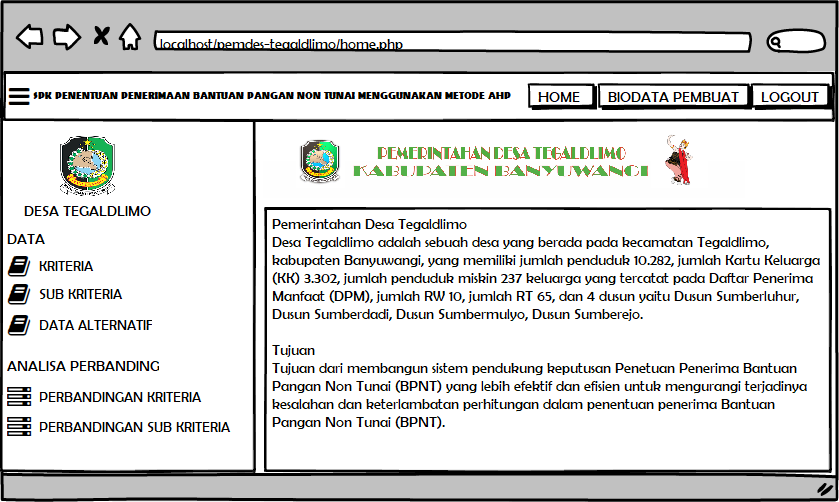 localhost/pemdes-tegaldlimo/home.php
SPK PENENTUAN PENERIMAAN BANTUAN PANGAN NON TUNAI MENGGUNAKAN METODE AHP
HOME
BIODATA PEMBUAT
LOGOUT
DESA TEGALDLIMO
DATA
KRITERIA
SUB KRITERIA
DATA ALTERNATIF
ANALISA PERBANDING
PERBANDINGAN KRITERIA
PERBANDINGAN SUB KRITERIA
PEMERINTAHAN DESA TEGALDLIMO
KABUPATEN BANYUWANGI
Pemerintahan Desa Tegaldlimo
Desa Tegaldlimo adalah sebuah desa yang berada pada kecamatan Tegaldlimo,
kabupaten Banyuwangi, yang memiliki jumlah penduduk 10.282, jumlah Kartu Keluarga
(KK) 3.302, jumlah penduduk miskin 237 keluarga yang tercatat pada Daftar Penerima
Manfaat (DPM), jumlah RW 10, jumlah RT 65, dan 4 dusun yaitu Dusun Sumberluhur,
Dusun Sumberdadi, Dusun Sumbermulyo, Dusun Sumberejo.
Tujuan
Tujuan dari membangun sistem pendukung keputusan Penetuan Penerima Bantuan
Pangan Non Tunai (BPNT) yang lebih efektif dan efisien untuk mengurangi terjadinya
kesalahan dan keterlambatan perhitungan dalam penentuan penerima Bantuan
Pangan Non Tunai (BPNT).